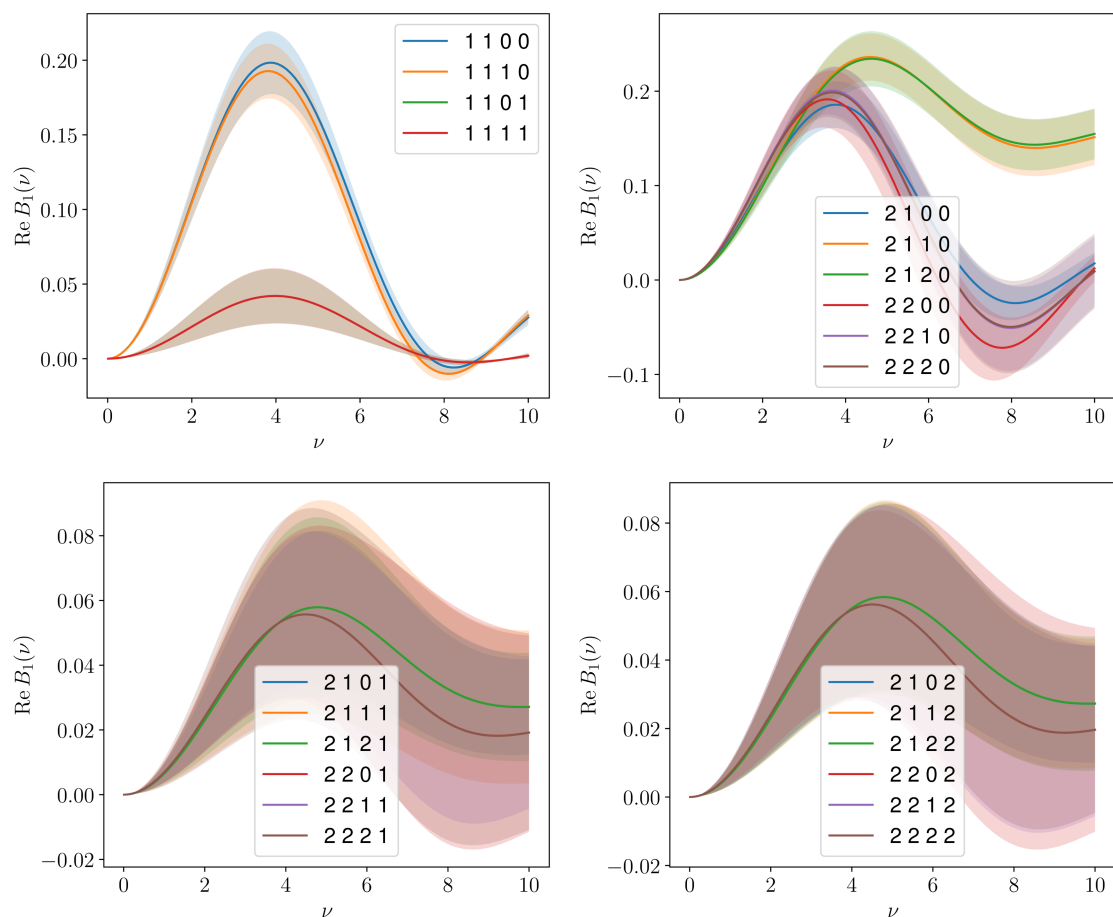 0.20
0.15
0.10
0.05
0.00
Re B₁(ν)
1 1 0 0
1 1 1 0
1 1 0 1
1 1 1 1
0 2 4 6 8 10
ν
0.2
0.1
0.0
−0.1
Re B₁(ν)
2 1 0 0
2 1 1 0
2 1 2 0
2 2 0 0
2 2 1 0
2 2 2 0
0 2 4 6 8 10
ν
0.08
0.06
0.04
0.02
0.00
−0.02
Re B₁(ν)
2 1 0 1
2 1 1 1
2 1 2 1
2 2 0 1
2 2 1 1
2 2 2 1
0 2 4 6 8 10
ν
0.08
0.06
0.04
0.02
0.00
−0.02
Re B₁(ν)
2 1 0 2
2 1 1 2
2 1 2 2
2 2 0 2
2 2 1 2
2 2 2 2
0 2 4 6 8 10
ν